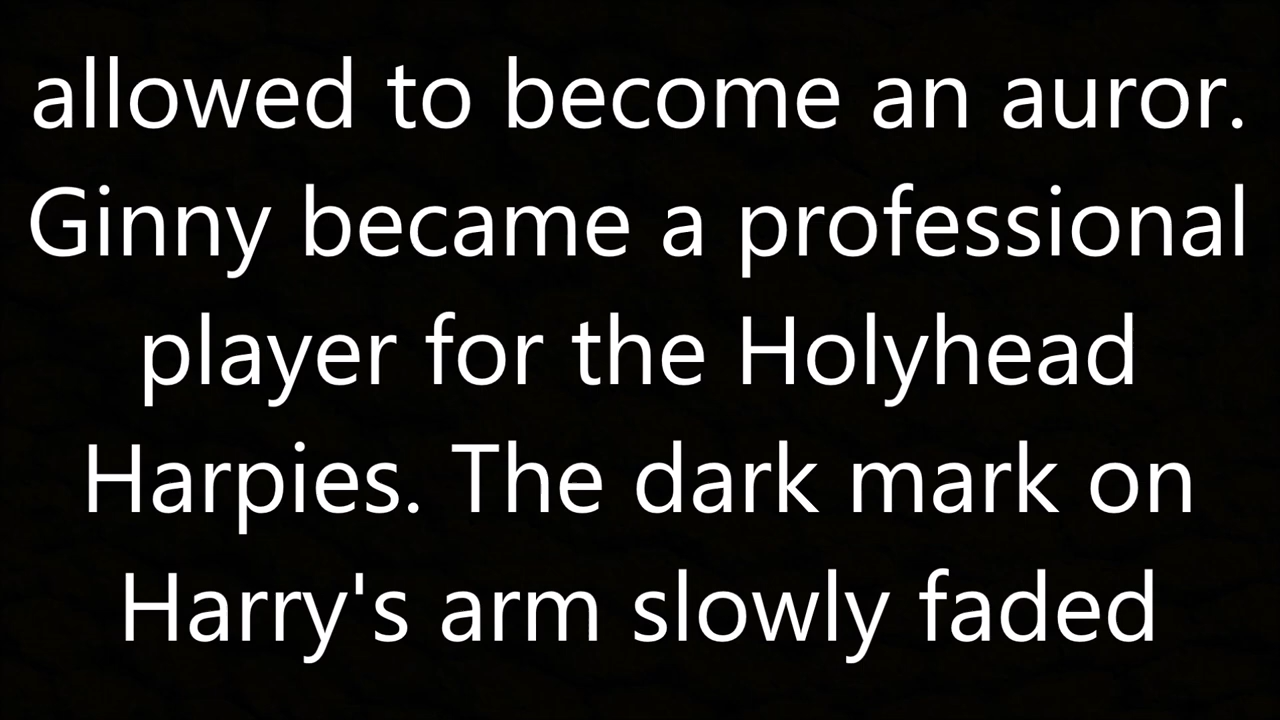 allowed to become an auror.
Ginny became a professional
player for the Holyhead
Harpies. The dark mark on
Harry's arm slowly faded